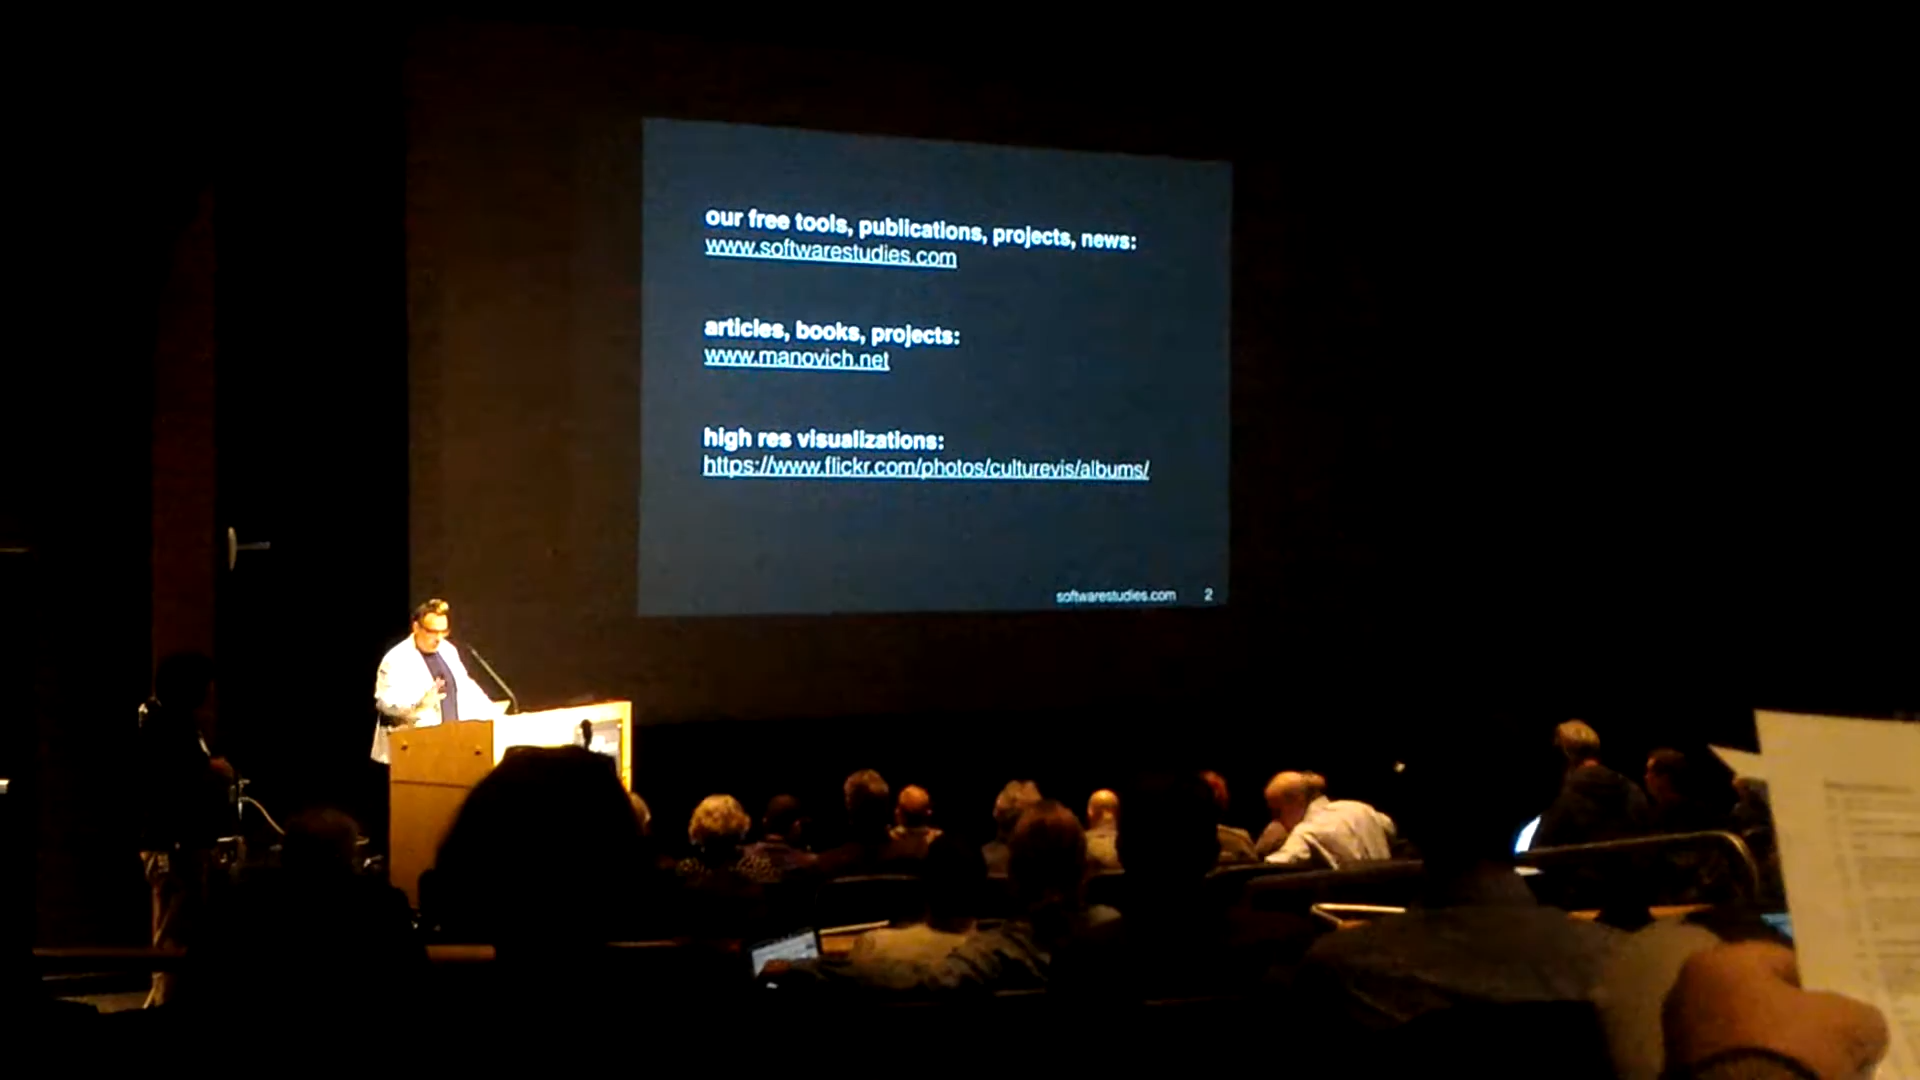 our free tools, publications, projects, news:
www.softwarestudies.com
articles, books, projects:
www.manovich.net
high res visualizations:
https://www.flickr.com/photos/culturevis/albums/
softwarestudies.com 2